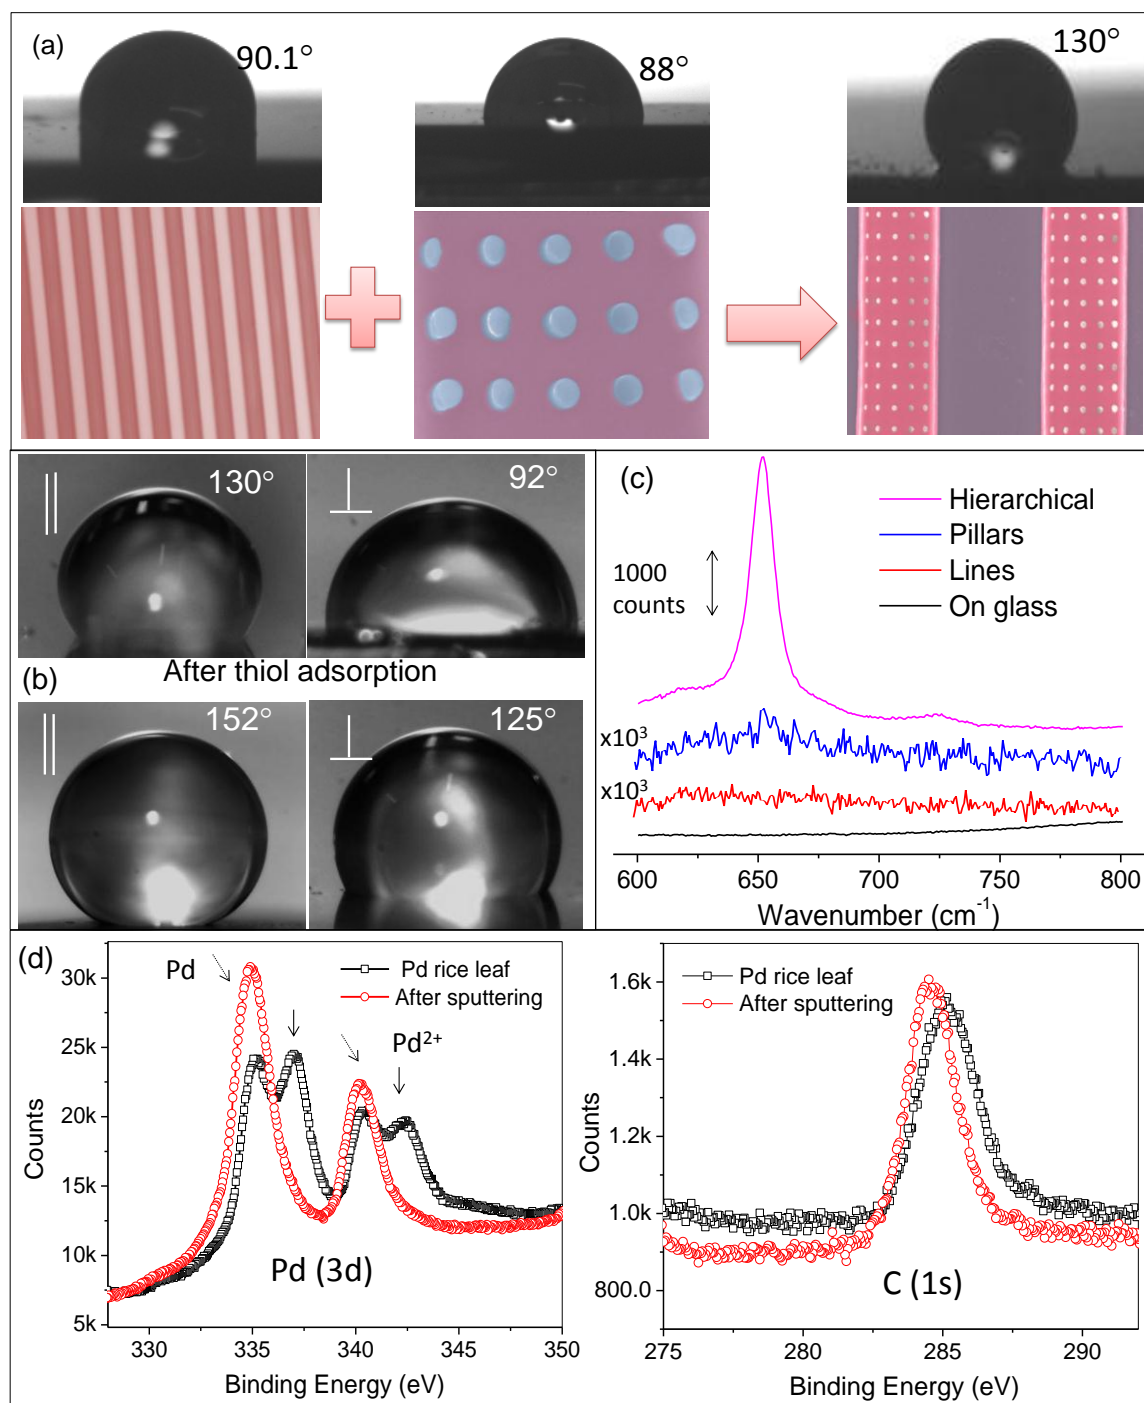 (a)
90.1°
88°
130°
130°
92°
After thiol adsorption
(b)
152°
125°
(c)
Hierarchical
Pillars
Lines
On glass
1000
counts
x10³
x10³
600 650 700 750 800
Wavenumber (cm⁻¹)
(d)
Pd
Pd rice leaf
After sputtering
Pd²⁺
30k
25k
20k
15k
10k
5k
Counts
Pd (3d)
330 335 340 345 350
Binding Energy (eV)
Pd rice leaf
After sputtering
1.6k
1.4k
1.2k
1.0k
800.0
Counts
C (1s)
275 280 285 290
Binding Energy (eV)